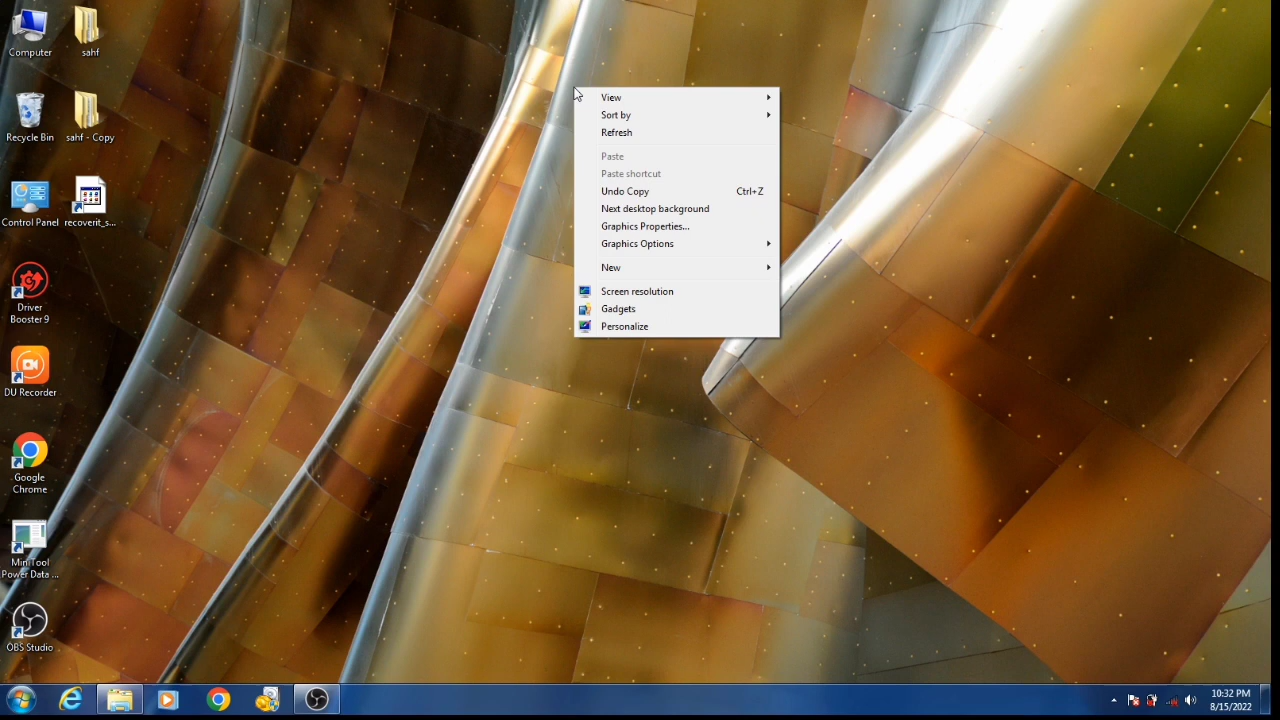 Computer
sahf
Recycle Bin
sahf - Copy
Control Panel
recoverit_s...
Driver
Booster 9
DU Recorder
Google
Chrome
MiniTool
Power Data ...
OBS Studio
View
Sort by
Refresh
Paste
Paste shortcut
Undo Copy Ctrl+Z
Next desktop background
Graphics Properties...
Graphics Options
New
Screen resolution
Gadgets
Personalize
10:32 PM
8/15/2022